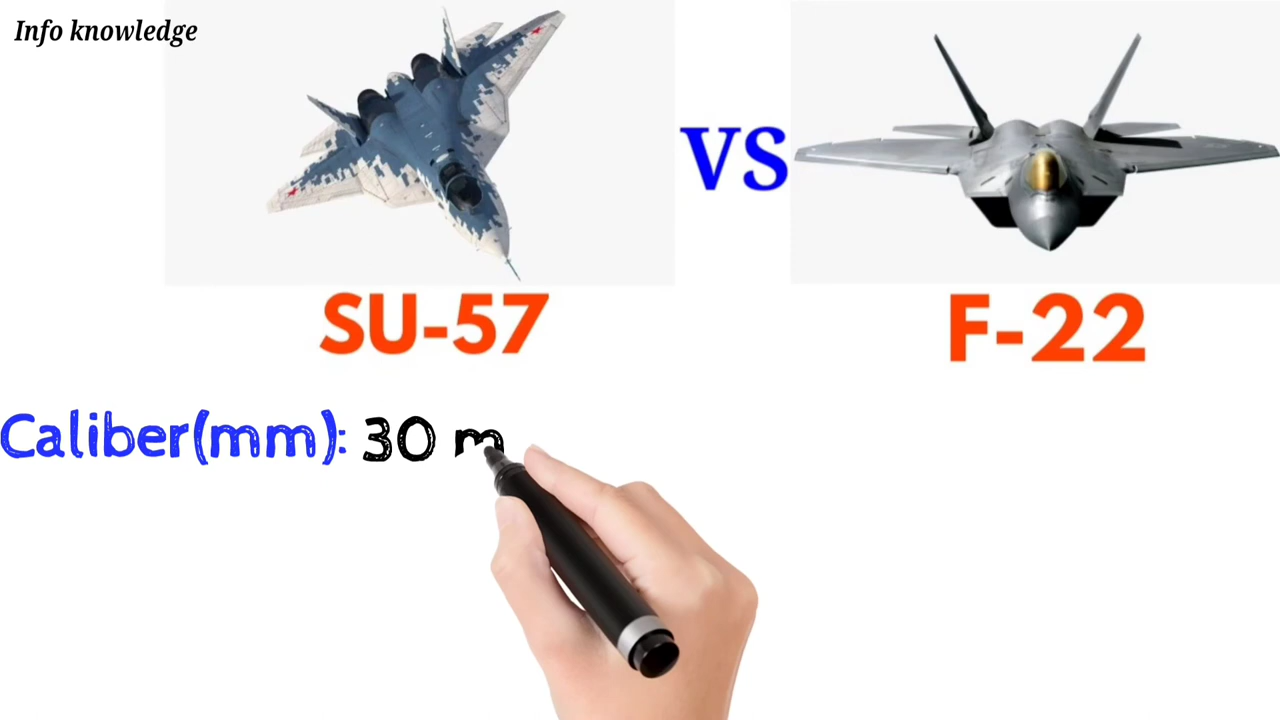 Info knowledge
VS
SU-57
F-22
Caliber(mm): 30 m